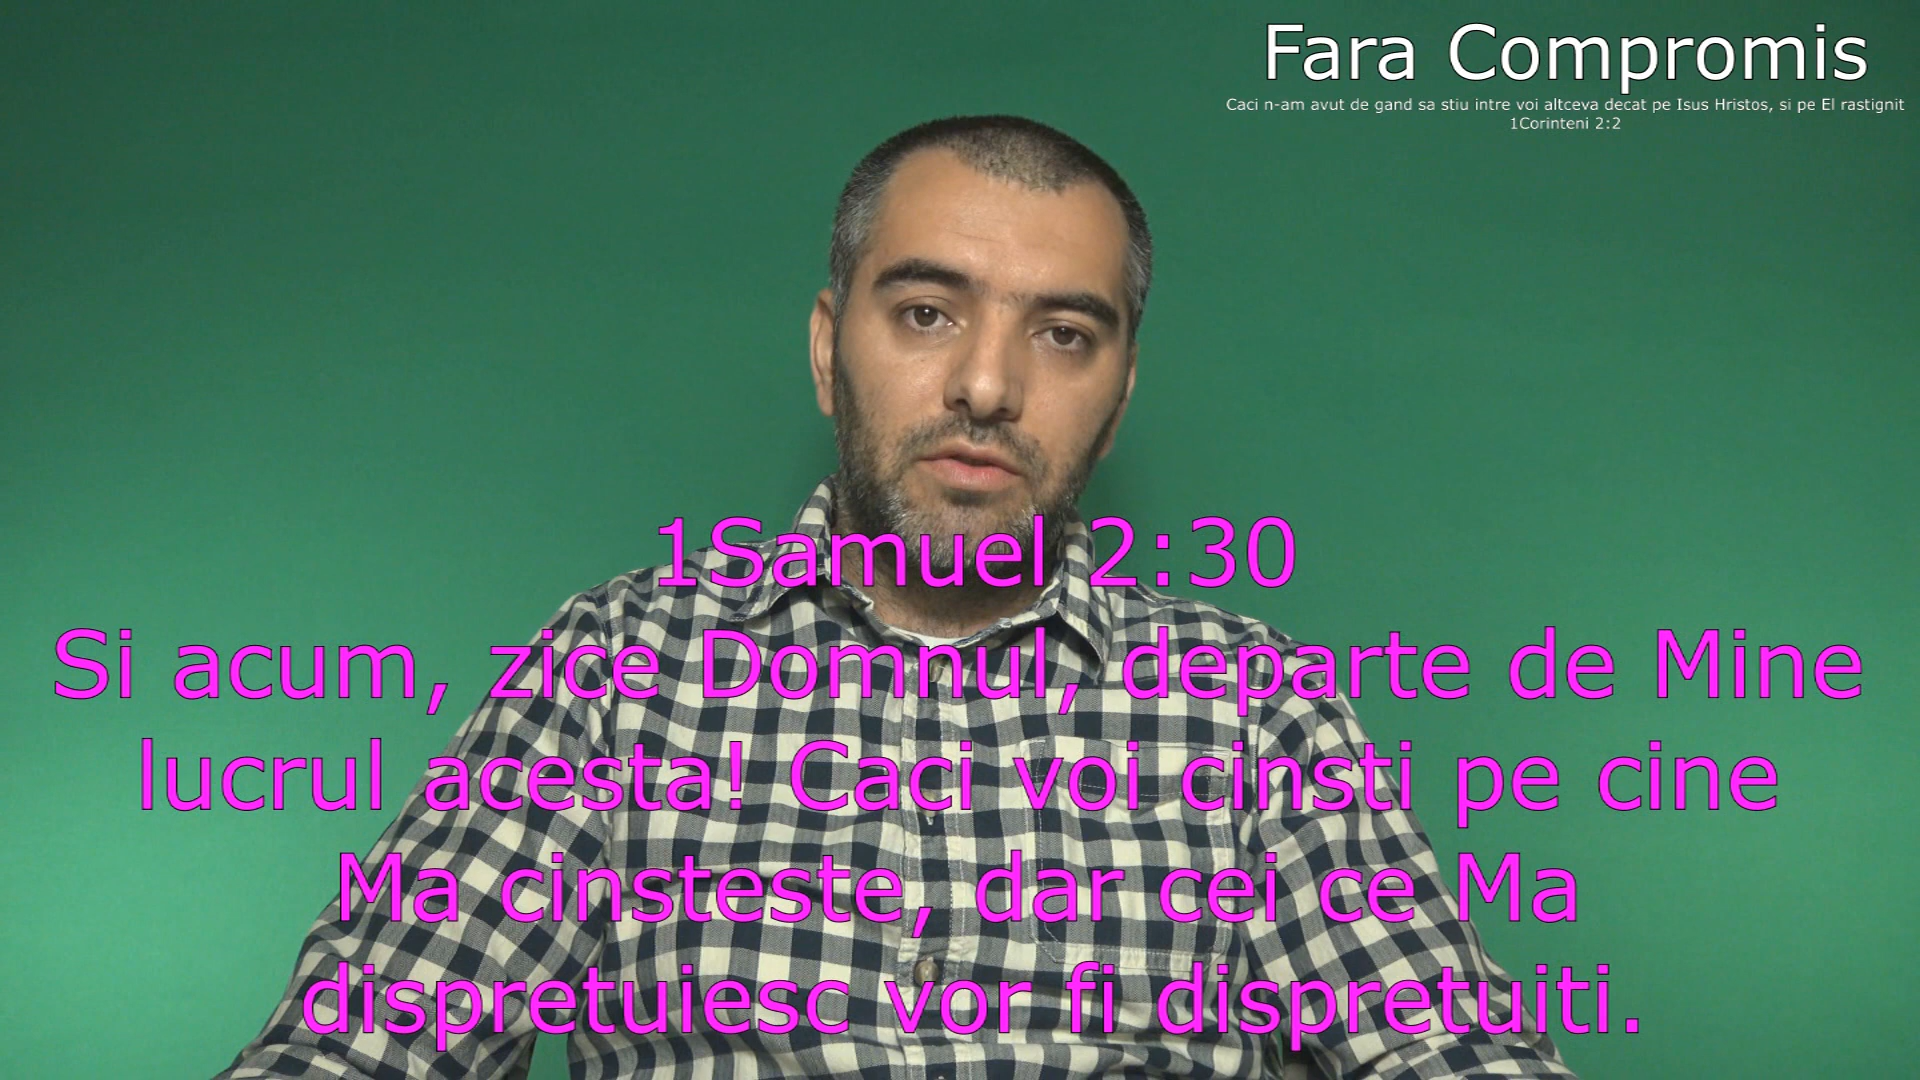 Fara Compromis
Caci n-am avut de gand sa stiu intre voi altceva decat pe Isus Hristos, si pe El rastignit
1Corinteni 2:2
1Samuel 2:30
Si acum, zice Domnul, departe de Mine
lucrul acesta! Caci voi cinsti pe cine
Ma cinsteste, dar cei ce Ma
dispretuiesc vor fi dispretuiti.